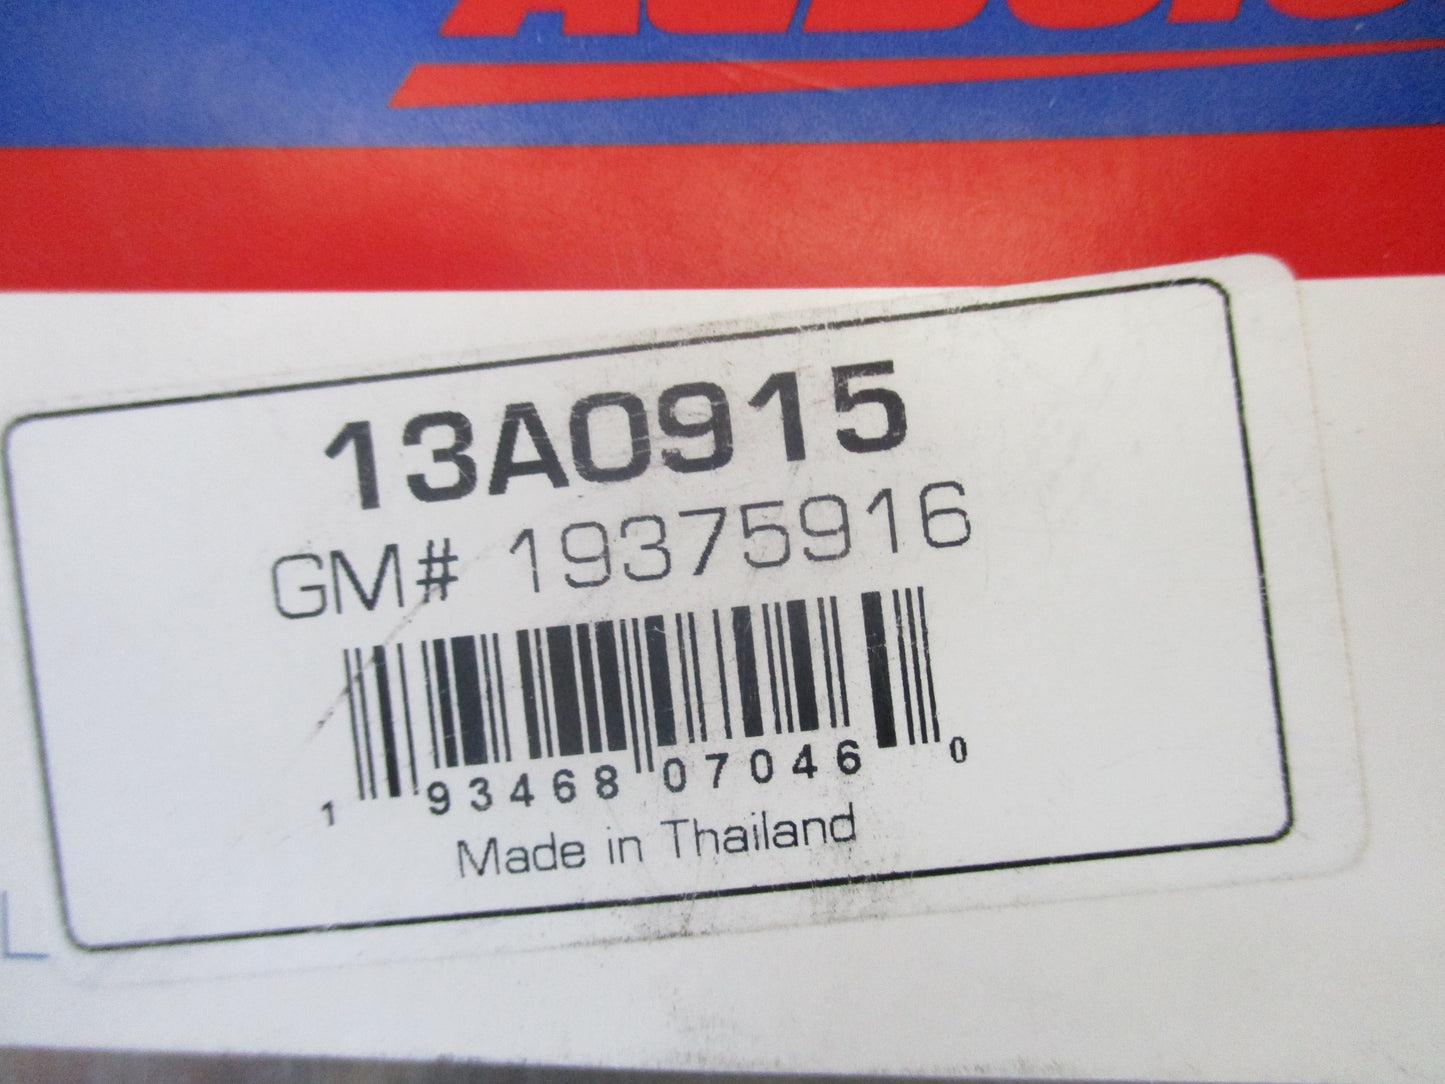 13A0915
GM# 19375916
1 93468 07046 0
Made in Thailand
L